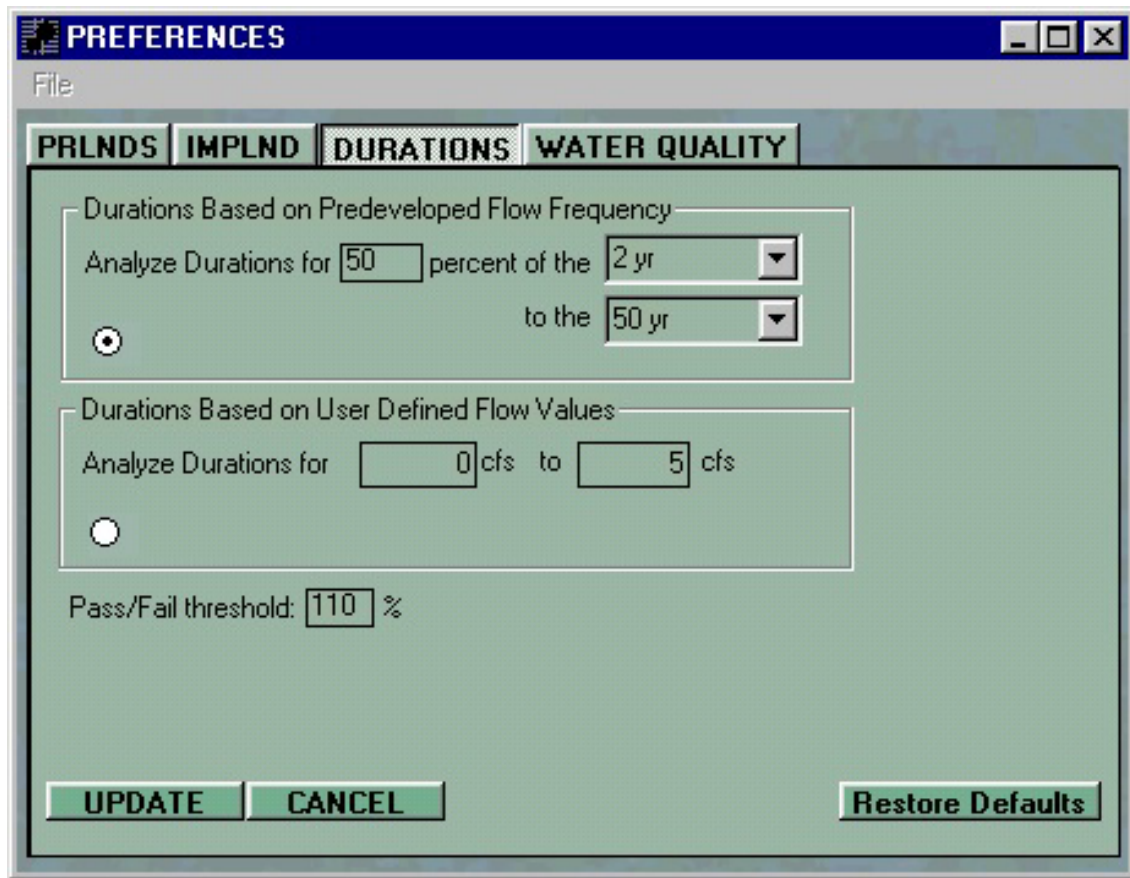 PREFERENCES
File
PRLNDS IMPLND DURATIONS WATER QUALITY
Durations Based on Predeveloped Flow Frequency
Analyze Durations for 50 percent of the 2 yr
to the 50 yr
Durations Based on User Defined Flow Values
Analyze Durations for 0 cfs to 5 cfs
Pass/Fail threshold: 110 %
UPDATE CANCEL Restore Defaults